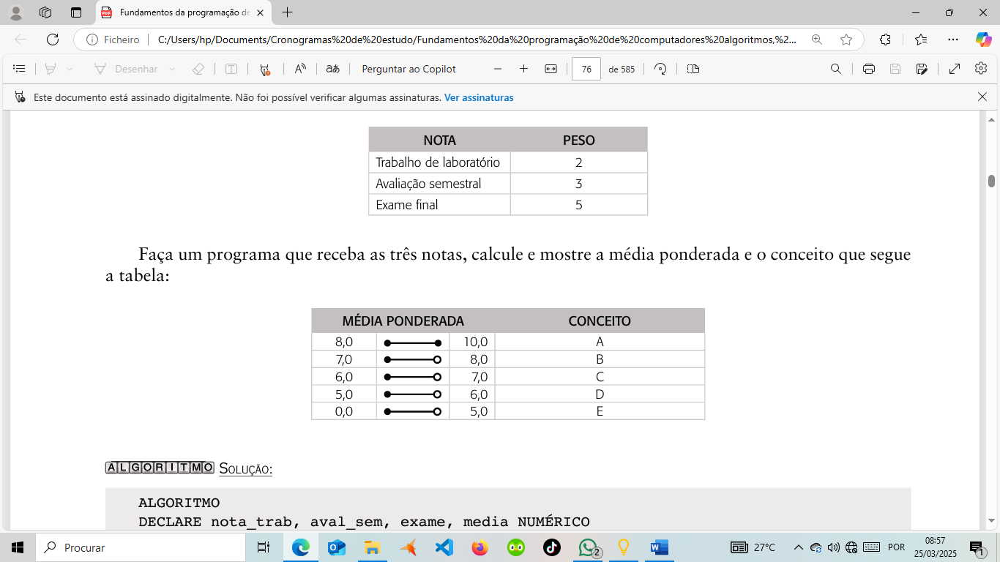 Fundamentos da programação de
Ficheiro
C:/Users/hp/Documents/Cronogramas%20de%20estudo/Fundamentos%20da%20programação%20de%20computadores%20algoritmos,%2...
Desenhar
Perguntar ao Copilot
76
de 585
Este documento está assinado digitalmente. Não foi possível verificar algumas assinaturas. Ver assinaturas
NOTA PESO
Trabalho de laboratório 2
Avaliação semestral 3
Exame final 5
Faça um programa que receba as três notas, calcule e mostre a média ponderada e o conceito que segue
a tabela:
MÉDIA PONDERADA CONCEITO
8,0 10,0 A
7,0 8,0 B
6,0 7,0 C
5,0 6,0 D
0,0 5,0 E
ALGORITMO SOLUÇÃO:
ALGORITMO
DECLARE nota_trab, aval_sem, exame, media NUMÉRICO
Procurar
2
27°C
POR
08:57
25/03/2025
1